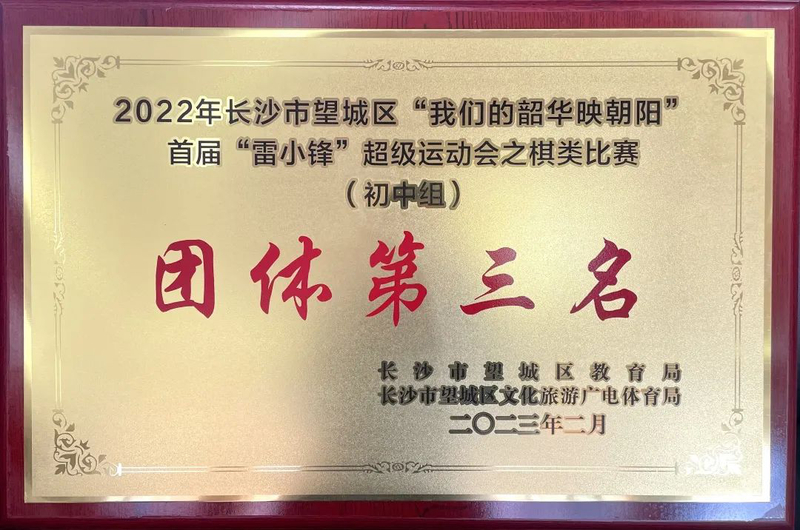 2022年长沙市望城区“我们的韶华映朝阳”
首届“雷小锋”超级运动会之棋类比赛
（初中组）
团体第三名
长沙市望城区教育局
长沙市望城区文化旅游广电体育局
二〇二三年二月